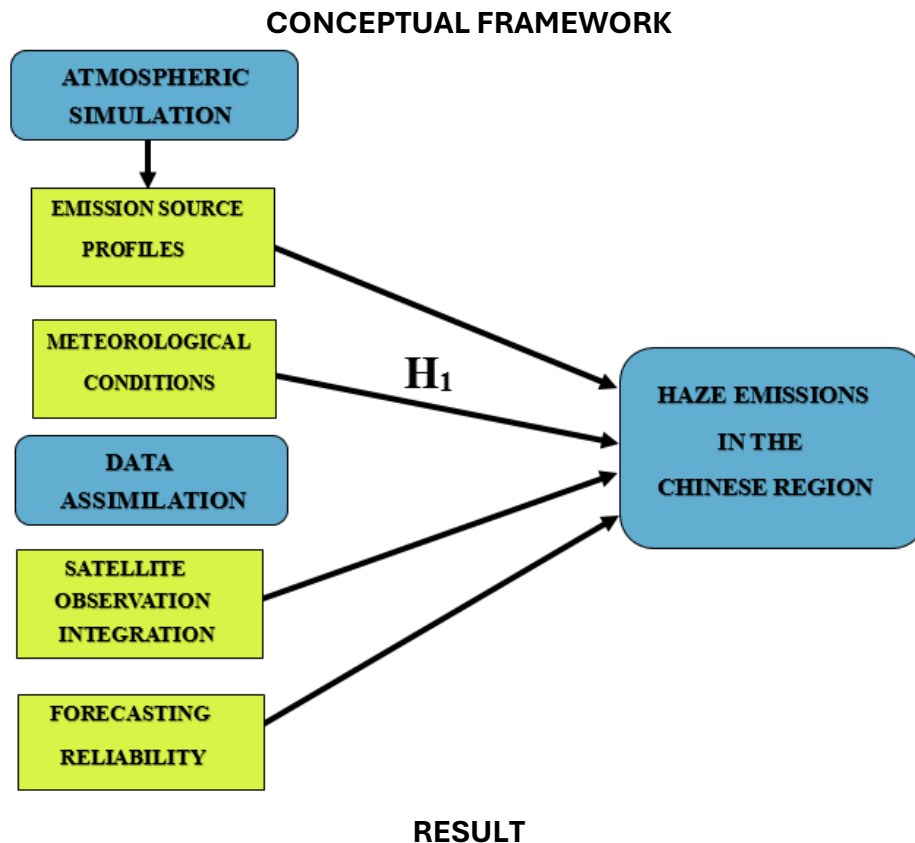 CONCEPTUAL FRAMEWORK
ATMOSPHERIC
SIMULATION
EMISSION SOURCE
PROFILES
METEOROLOGICAL
CONDITIONS
H₁
DATA
ASSIMILATION
SATELLITE
OBSERVATION
INTEGRATION
FORECASTING
RELIABILITY
HAZE EMISSIONS
IN THE
CHINESE REGION
RESULT